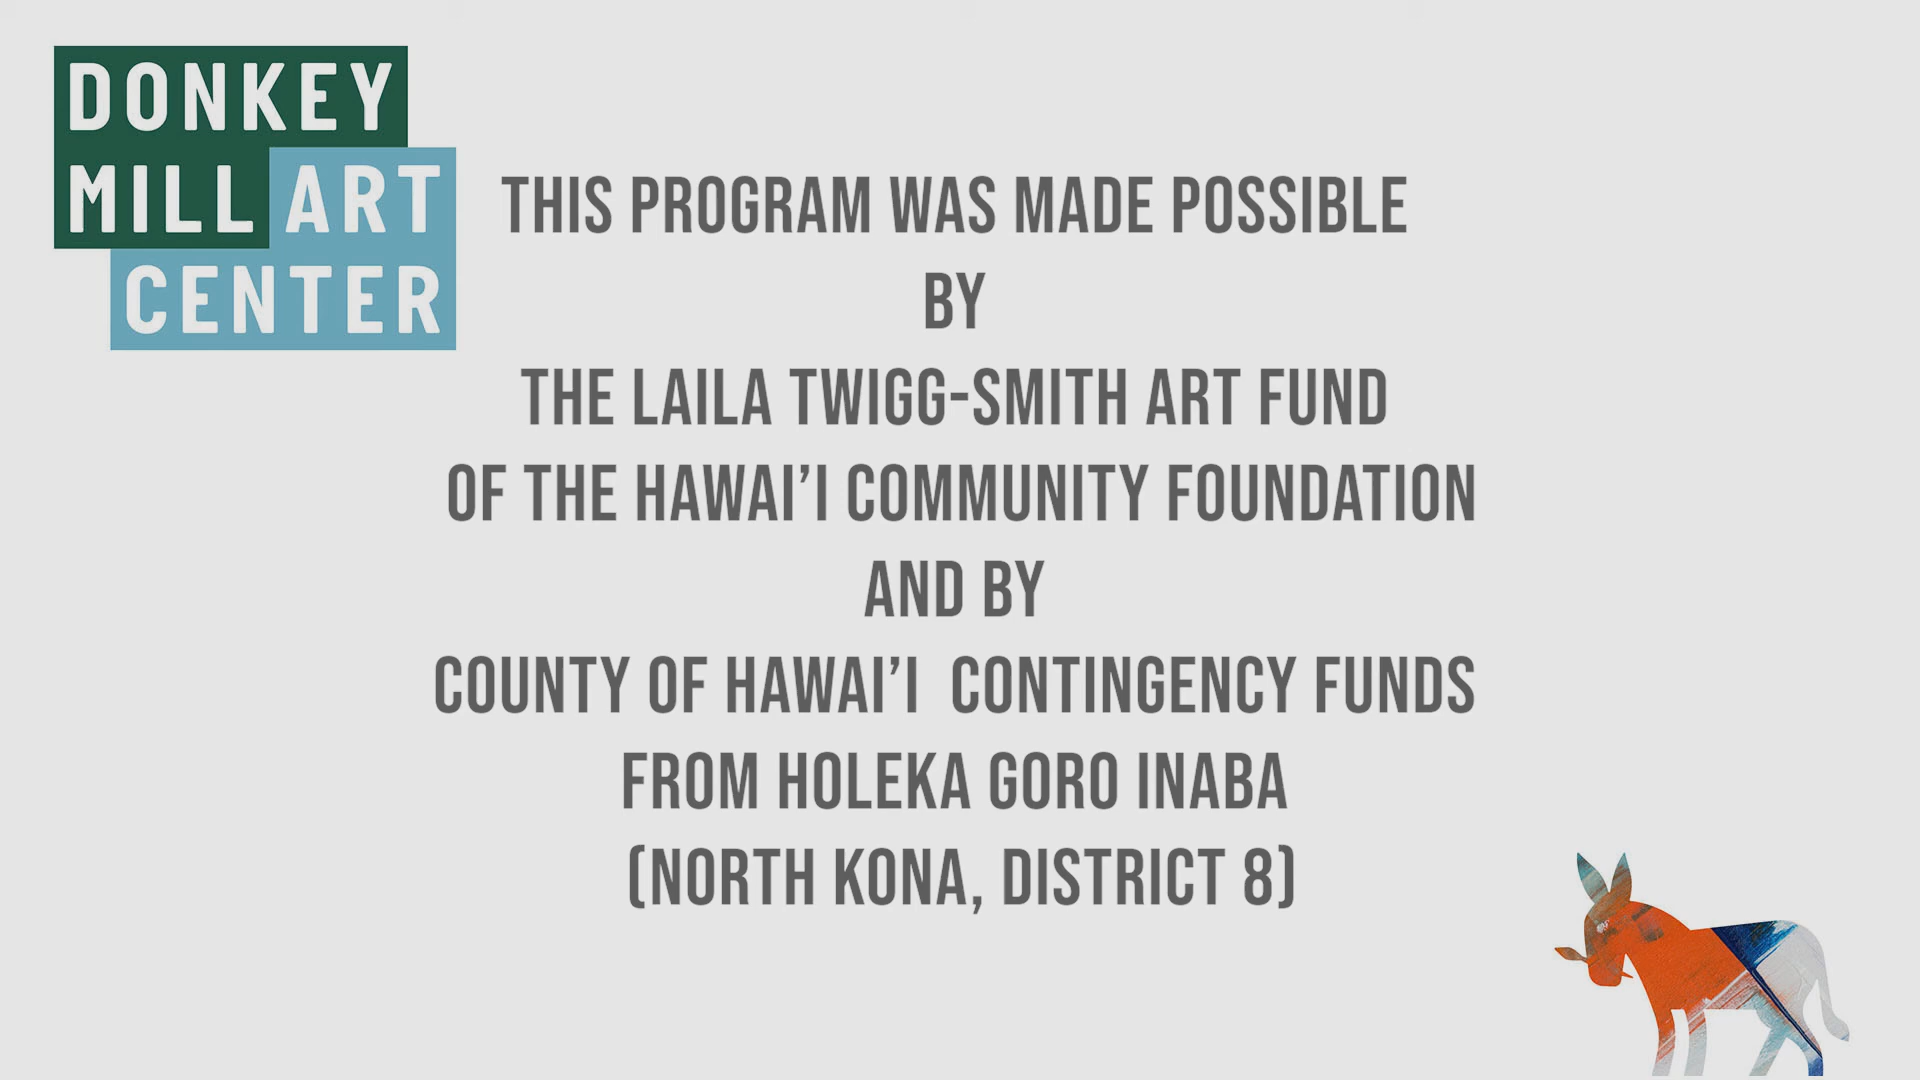 DONKEY
MILL ART
CENTER
THIS PROGRAM WAS MADE POSSIBLE
BY
THE LAILA TWIGG-SMITH ART FUND
OF THE HAWAI’I COMMUNITY FOUNDATION
AND BY
COUNTY OF HAWAI’I  CONTINGENCY FUNDS
FROM HOLEKA GORO INABA
(NORTH KONA, DISTRICT 8)